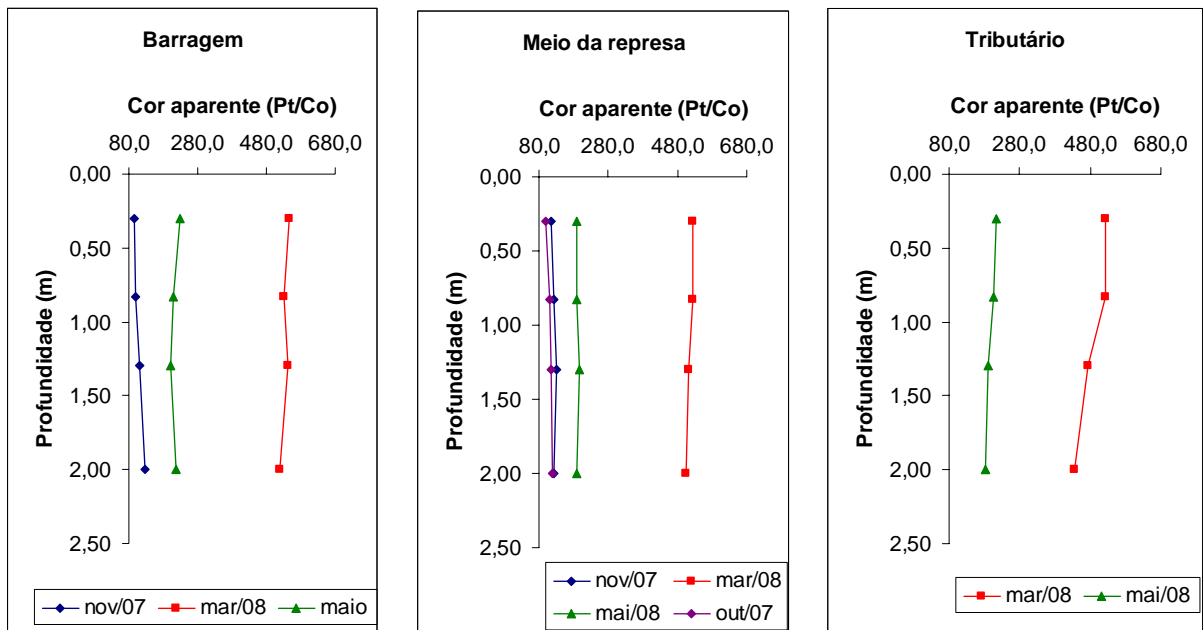 Barragem
Cor aparente (Pt/Co)
80,0 280,0 480,0 680,0
0,00
0,50
1,00
1,50
2,00
2,50
Profundidade (m)
nov/07 mar/08 maio
Meio da represa
Cor aparente (Pt/Co)
80,0 280,0 480,0 680,0
0,00
0,50
1,00
1,50
2,00
2,50
Profundidade (m)
nov/07 mar/08
mai/08 out/07
Tributário
Cor aparente (Pt/Co)
80,0 280,0 480,0 680,0
0,00
0,50
1,00
1,50
2,00
2,50
Profundidade (m)
mar/08 mai/08